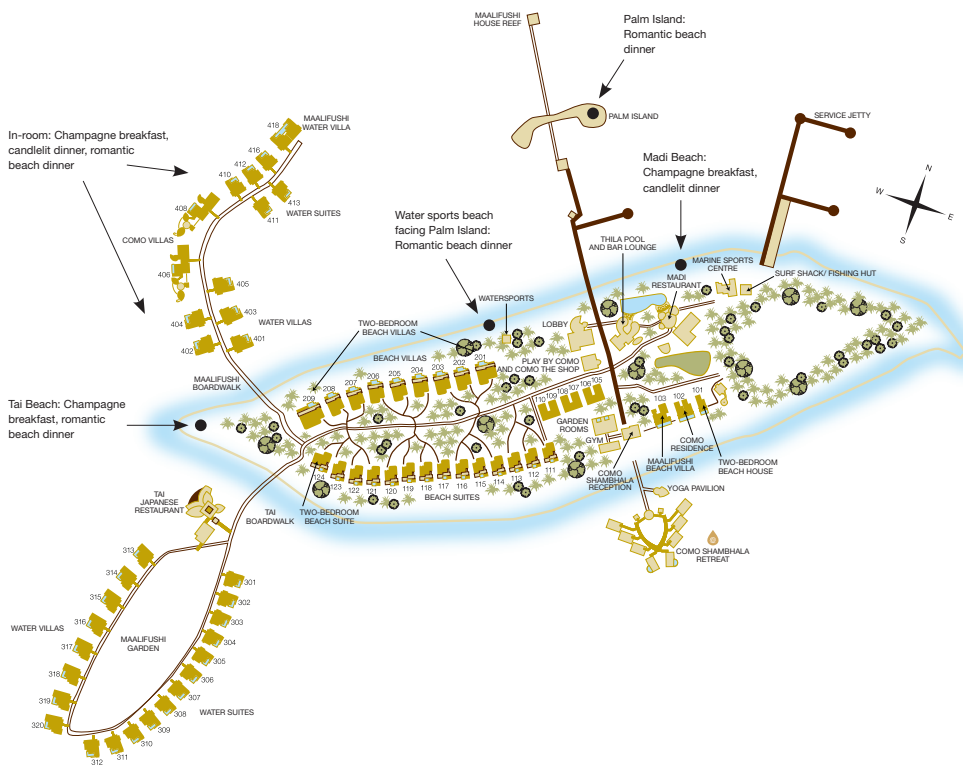 MAALIFUSHI
HOUSE REEF
Palm Island:
Romantic beach
dinner
PALM ISLAND
SERVICE JETTY
MAALIFUSHI
WATER VILLA
418
416
412
410
408
413
411
WATER SUITES
In-room: Champagne breakfast,
candlelit dinner, romantic
beach dinner
Madi Beach:
Champagne breakfast,
candlelit dinner
N
W
E
S
Water sports beach
facing Palm Island:
Romantic beach dinner
COMO VILLAS
406
405
403
404
402
401
WATER VILLAS
MAALIFUSHI
BOARDWALK
THILA POOL
AND BAR LOUNGE
MADI
RESTAURANT
MARINE SPORTS
CENTRE
SURF SHACK/ FISHING HUT
WATERSPORTS
LOBBY
TWO-BEDROOM
BEACH VILLAS
BEACH VILLAS
PLAY BY COMO
AND COMO THE SHOP
209
208
207
206
205
204
203
202
201
110
109
108
107
106
105
103
102
101
GARDEN
ROOMS
GYM
COMO
SHAMBHALA
RECEPTION
MAALIFUSHI
BEACH VILLA
COMO
RESIDENCE
TWO-BEDROOM
BEACH HOUSE
Tai Beach: Champagne
breakfast, romantic
beach dinner
124
123
122
121
120
119
118
117
116
115
114
113
112
111
BEACH SUITES
TWO-BEDROOM
BEACH SUITE
TAI
BOARDWALK
TAI
JAPANESE
RESTAURANT
YOGA PAVILION
COMO SHAMBHALA
RETREAT
313
314
315
316
317
318
319
320
WATER VILLAS
MAALIFUSHI
GARDEN
301
302
303
304
305
306
307
308
309
310
311
312
WATER SUITES